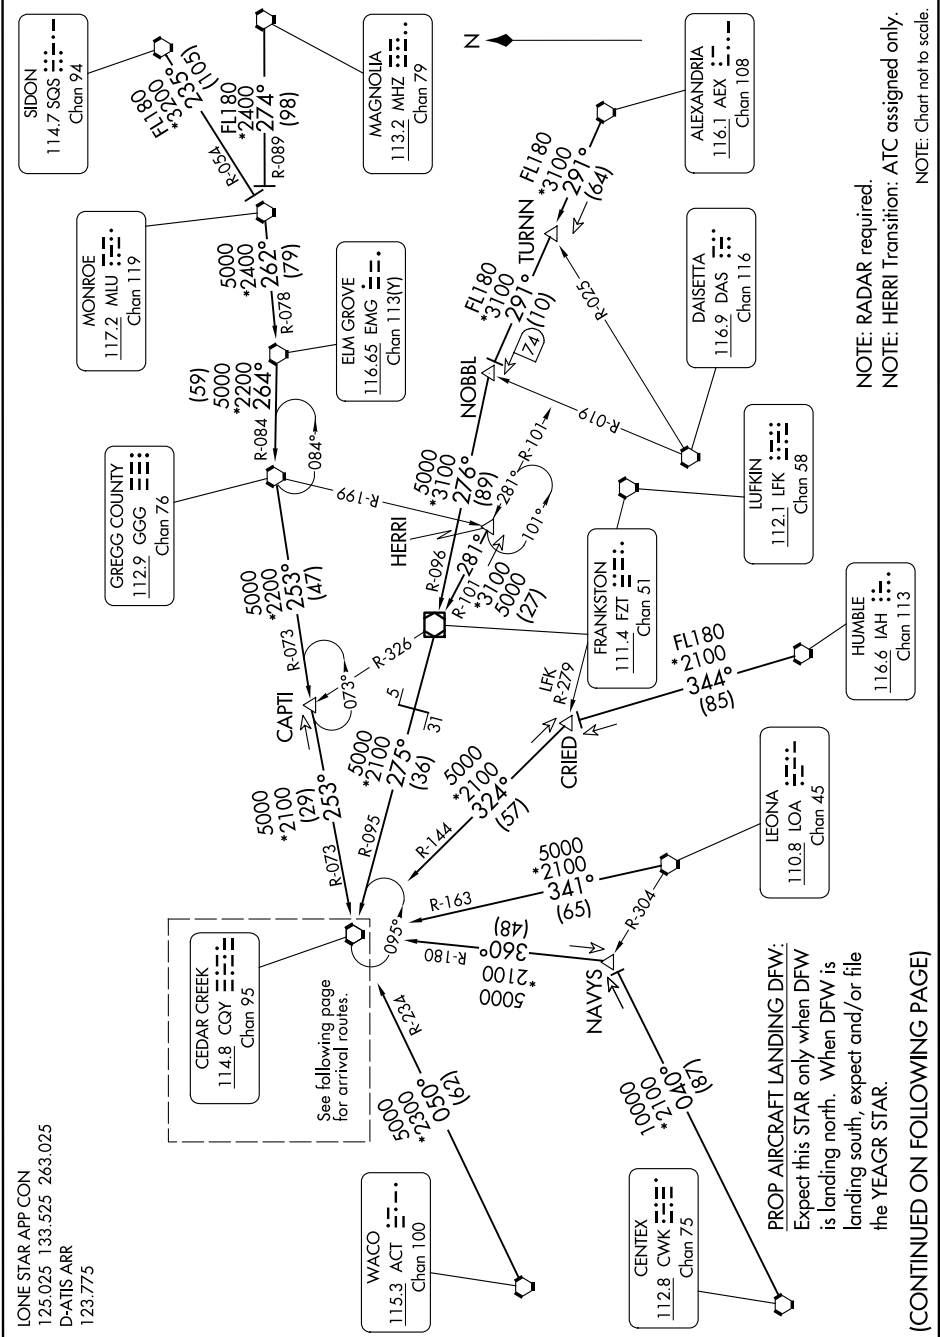 LONE STAR APP CON
125.025 133.525 263.025
D-ATIS ARR
123.775
SIDON
114.7 SQS
Chan 94
FL180
*3200
235°
(105)
R-054
MAGNOLIA
113.2 MHZ
Chan 79
FL180
*2400
274°
(98)
R-089
MONROE
117.2 MLU
Chan 119
5000
*2400
262°
(79)
R-078
ELM GROVE
116.65 EMG
Chan 113(Y)
(59)
5000
*2200
264°
R-084
084°
GREGG COUNTY
112.9 GGG
Chan 76
R-199
5000
*2200
253°
(47)
R-073
CAPTI
073°
R-326
5000
*2100
(29)
253°
R-073
CEDAR CREEK
114.8 CQY
Chan 95
See following page
for arrival routes.
095°
N
ALEXANDRIA
116.1 AEX
Chan 108
FL180
*3100
291°
(64)
TURNN
R-025
FL180
*3100
291°
(10)
74
NOBBL
R-019
DAISETTA
116.9 DAS
Chan 116
5000
*3100
276°
(89)
R-096
HERRI
R-101
281°
101°
281°
R-101
*3100
5000
(27)
LUFKIN
112.1 LFK
Chan 58
FRANKSTON
111.4 FZT
Chan 51
5
31
5000
*2100
275°
(36)
R-095
LFK
R-279
CRIED
HUMBLE
116.6 IAH
Chan 113
FL180
*2100
344°
(85)
5000
*2100
324°
(57)
R-144
LEONA
110.8 LOA
Chan 45
5000
*2100
341°
(65)
R-163
R-304
NAVYS
5000
*2100
360°
(48)
R-180
WACO
115.3 ACT
Chan 100
5000
*2300
050°
(62)
R-234
CENTEX
112.8 CWK
Chan 75
10000
*2100
040°
(87)
PROP AIRCRAFT LANDING DFW:
Expect this STAR only when DFW
is landing north. When DFW is
landing south, expect and/or file
the YEAGR STAR.
NOTE: RADAR required.
NOTE: HERRI Transition: ATC assigned only.
NOTE: Chart not to scale.
(CONTINUED ON FOLLOWING PAGE)